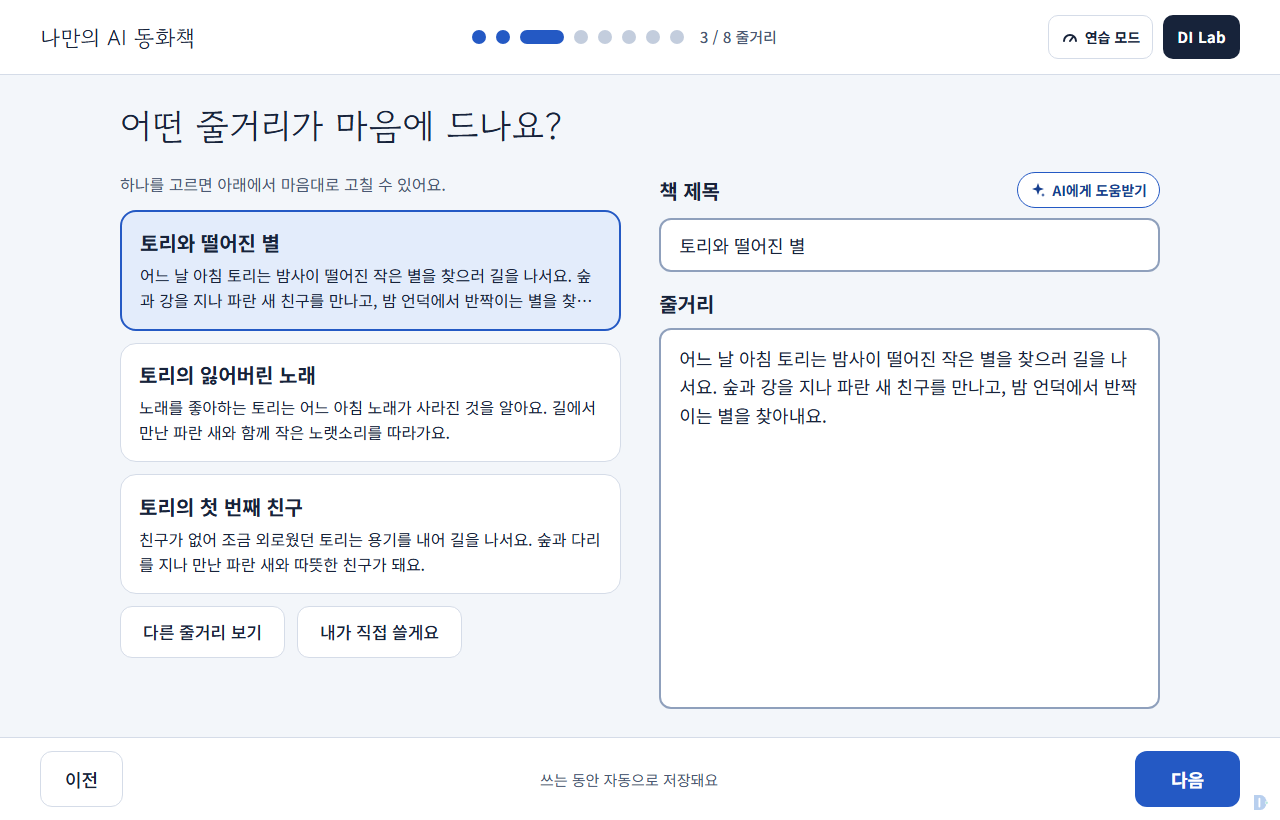 나만의 AI 동화책
3 / 8 줄거리
연습 모드
DI Lab
어떤 줄거리가 마음에 드나요?
하나를 고르면 아래에서 마음대로 고칠 수 있어요.
토리와 떨어진 별
어느 날 아침 토리는 밤사이 떨어진 작은 별을 찾으러 길을 나서요. 숲
과 강을 지나 파란 새 친구를 만나고, 밤 언덕에서 반짝이는 별을 찾…
토리의 잃어버린 노래
노래를 좋아하는 토리는 어느 아침 노래가 사라진 것을 알아요. 길에서
만난 파란 새와 함께 작은 노랫소리를 따라가요.
토리의 첫 번째 친구
친구가 없어 조금 외로웠던 토리는 용기를 내어 길을 나서요. 숲과 다리
를 지나 만난 파란 새와 따뜻한 친구가 돼요.
다른 줄거리 보기
내가 직접 쓸게요
책 제목
AI에게 도움받기
토리와 떨어진 별
줄거리
어느 날 아침 토리는 밤사이 떨어진 작은 별을 찾으러 길을 나
서요. 숲과 강을 지나 파란 새 친구를 만나고, 밤 언덕에서 반짝
이는 별을 찾아내요.
이전
쓰는 동안 자동으로 저장돼요
다음